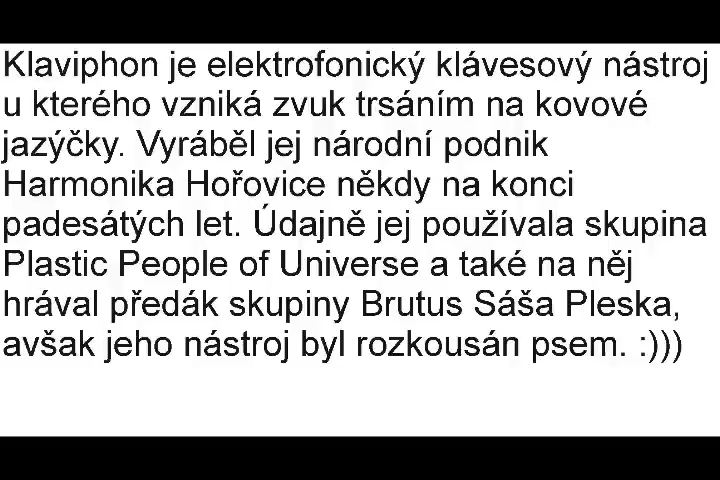 Klaviphon je elektrofonický klávesový nástroj
u kterého vzniká zvuk trsáním na kovové
jazýčky. Vyráběl jej národní podnik
Harmonika Hořovice někdy na konci
padesátých let. Údajně jej používala skupina
Plastic People of Universe a také na něj
hrával předák skupiny Brutus Sáša Pleska,
avšak jeho nástroj byl rozkousán psem. :)))